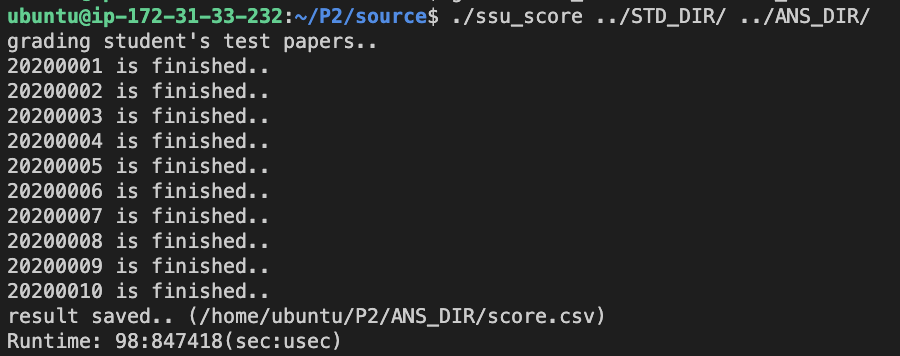 ubuntu@ip-172-31-33-232:~/P2/source$ ./ssu_score ../STD_DIR/ ../ANS_DIR/
grading student's test papers..
20200001 is finished..
20200002 is finished..
20200003 is finished..
20200004 is finished..
20200005 is finished..
20200006 is finished..
20200007 is finished..
20200008 is finished..
20200009 is finished..
20200010 is finished..
result saved.. (/home/ubuntu/P2/ANS_DIR/score.csv)
Runtime: 98:847418(sec:usec)